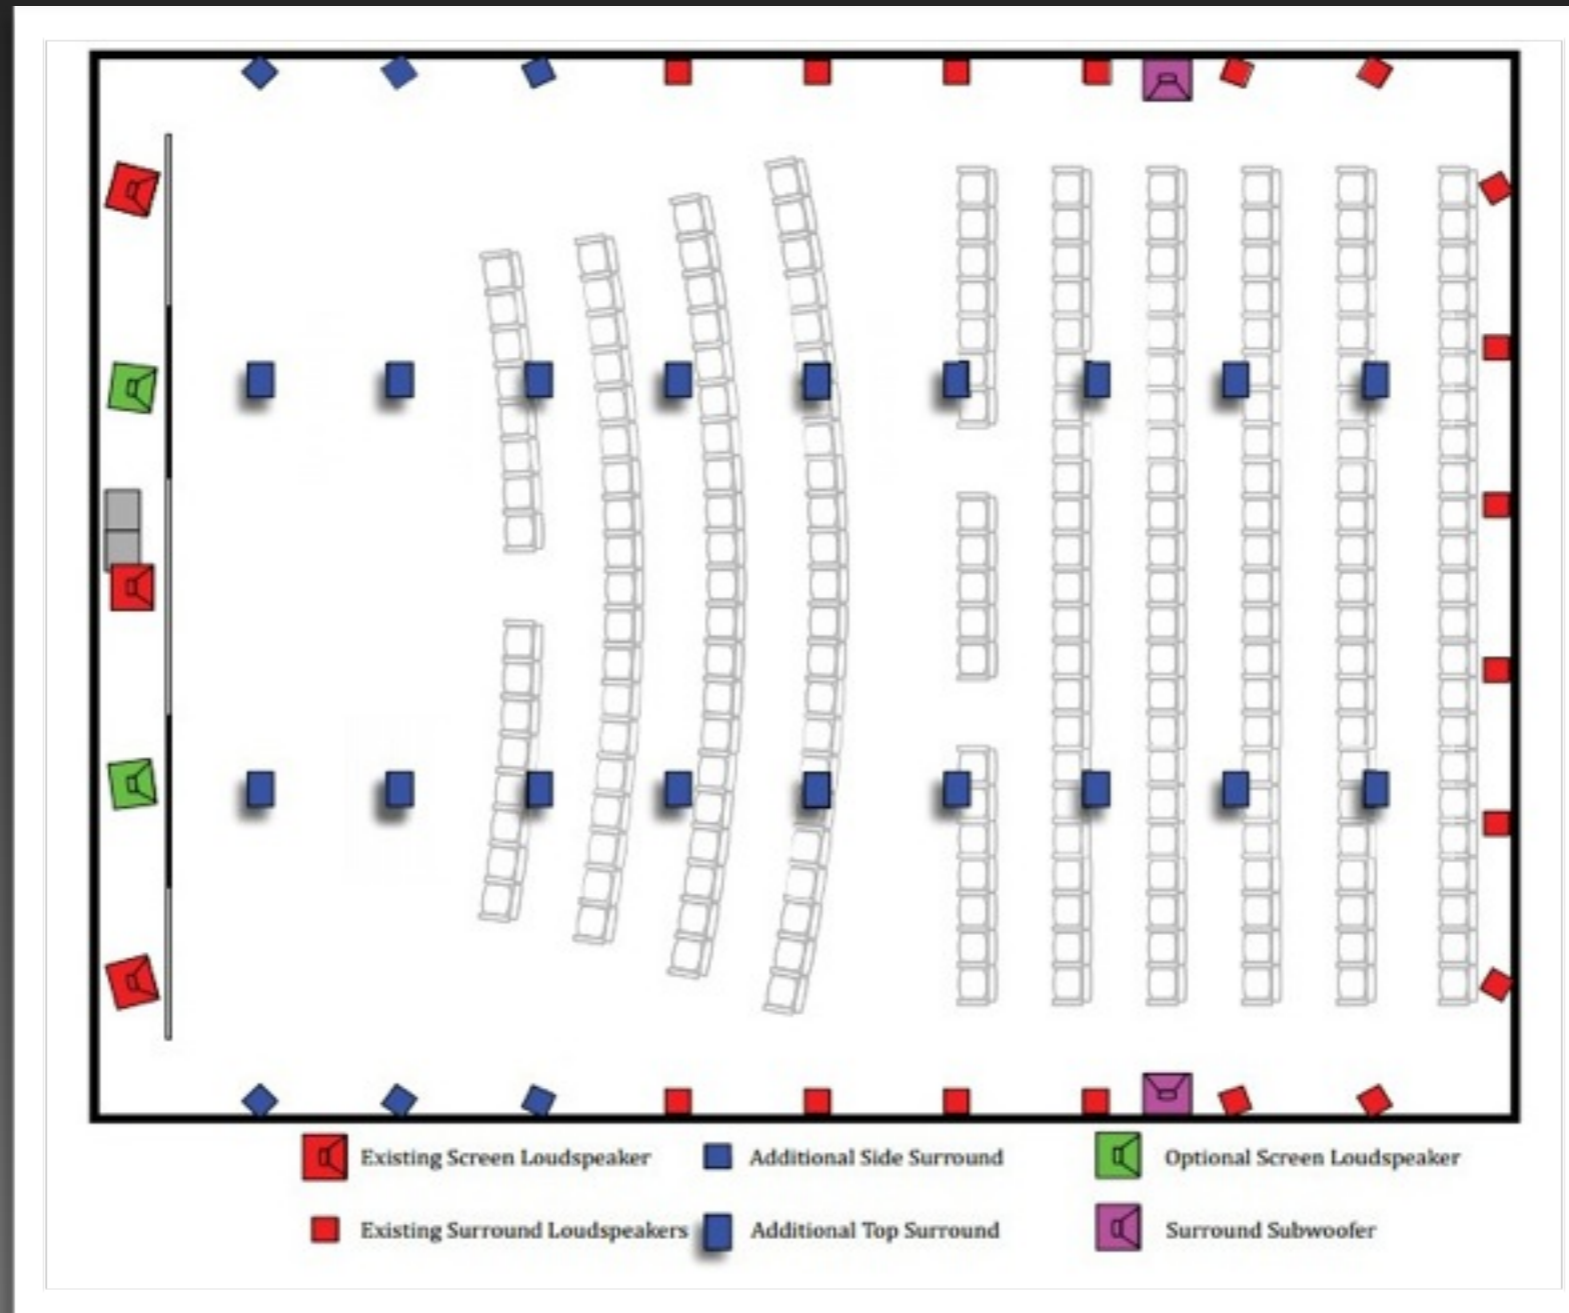 Existing Screen Loudspeaker
Additional Side Surround
Optional Screen Loudspeaker
Existing Surround Loudspeakers
Additional Top Surround
Surround Subwoofer